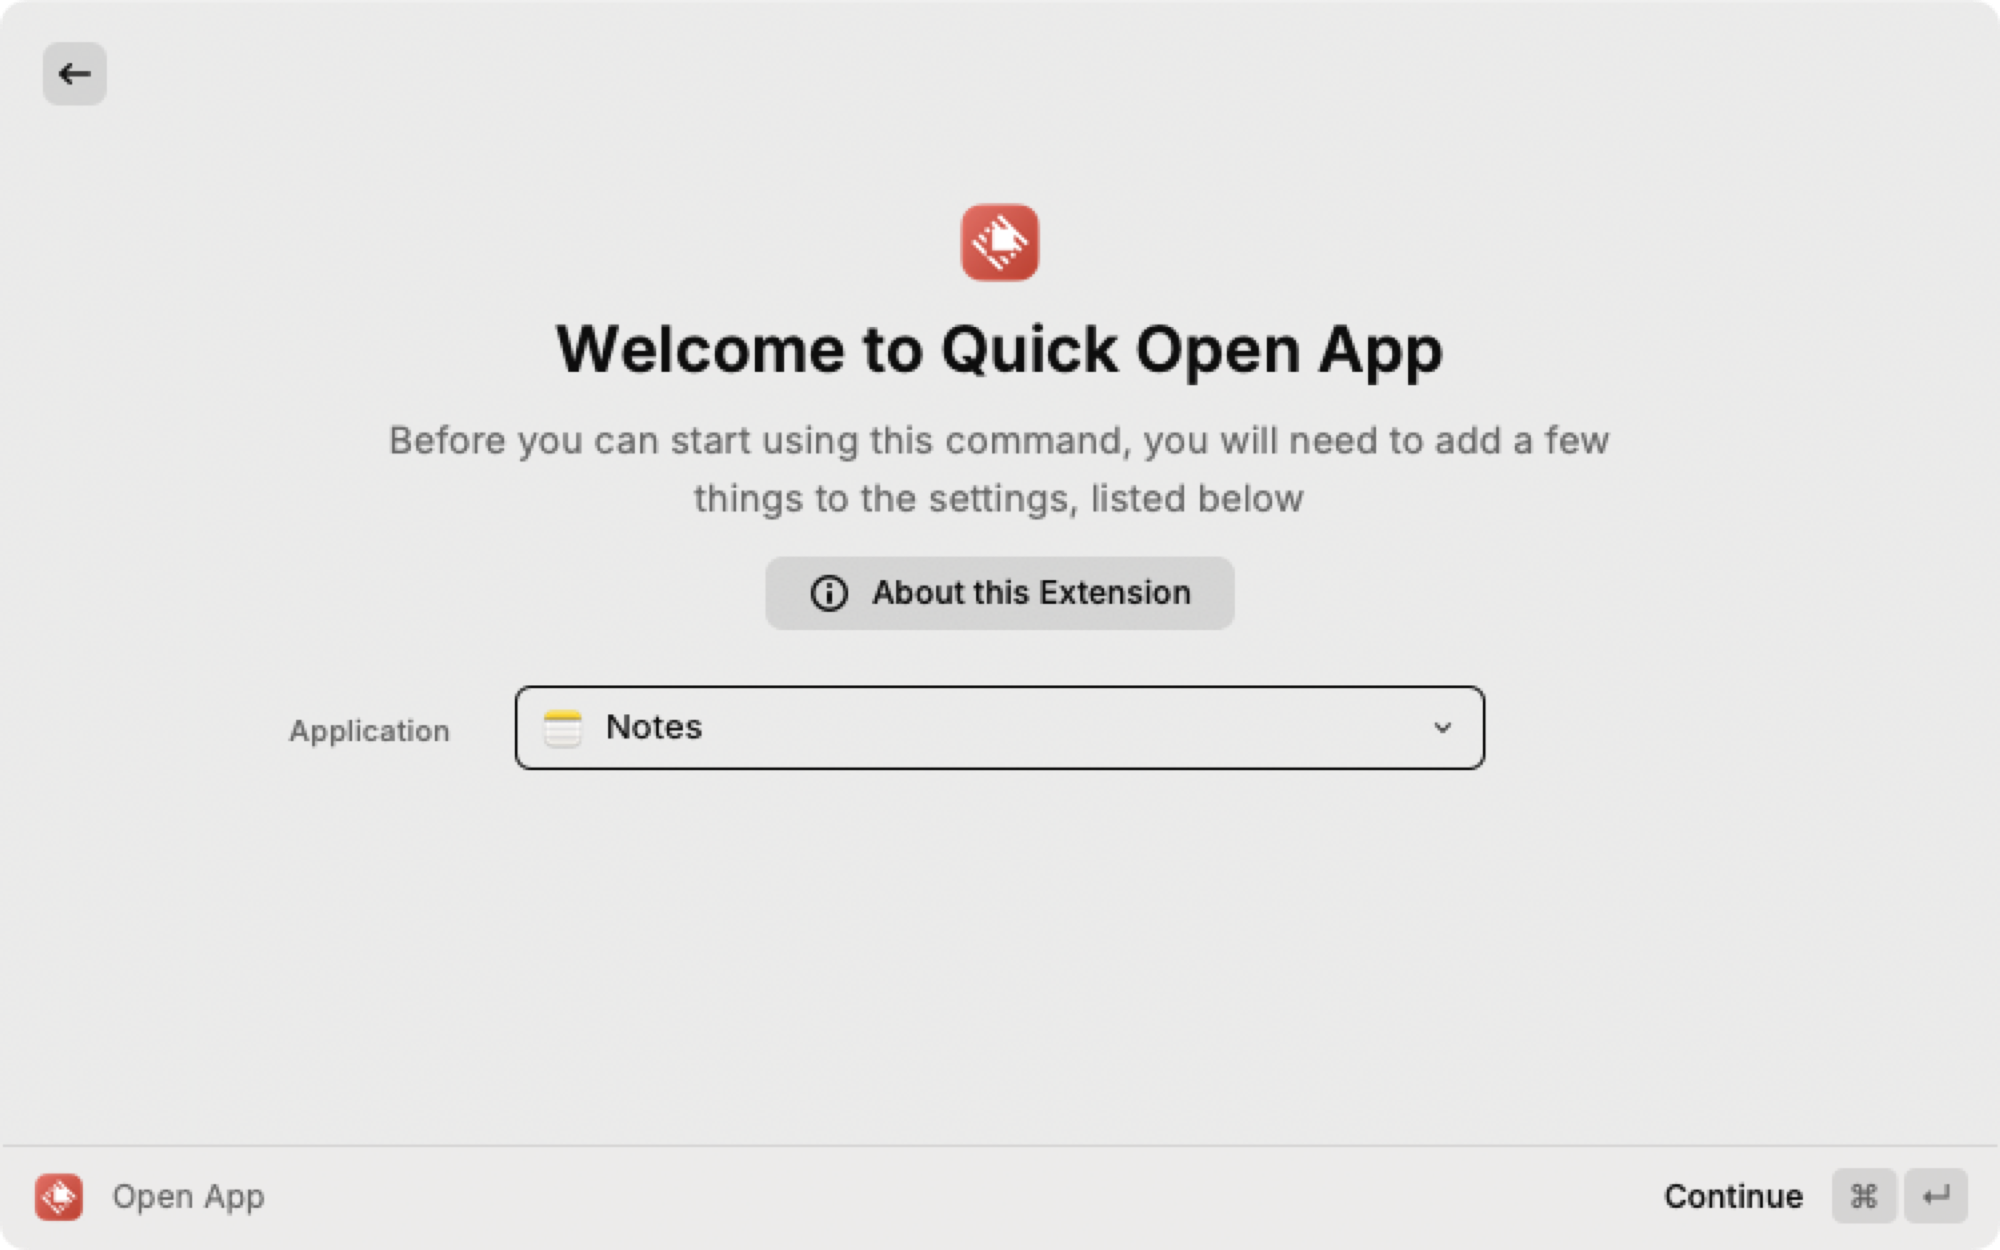 Welcome to Quick Open App
Before you can start using this command, you will need to add a few
things to the settings, listed below
About this Extension
Application
Notes
Open App
Continue ⌘ ↵